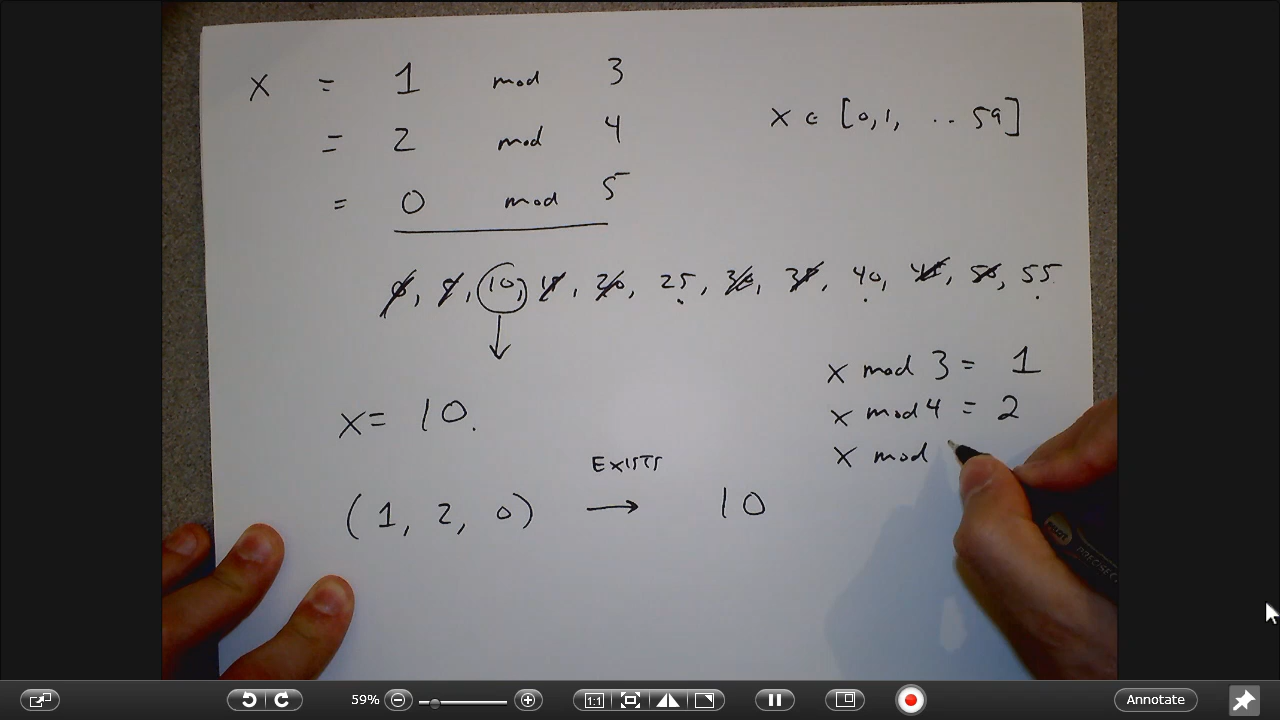 x = 1 mod 3
= 2 mod 4
= 0 mod 5
x ∈ [0,1, .. 59]
0, 5, 10, 15, 20, 25, 30, 35, 40, 45, 50, 55
x mod 3 = 1
x mod 4 = 2
x mod
x = 10.
EXISTS
(1, 2, 0) → 10
59% 1:1 Annotate